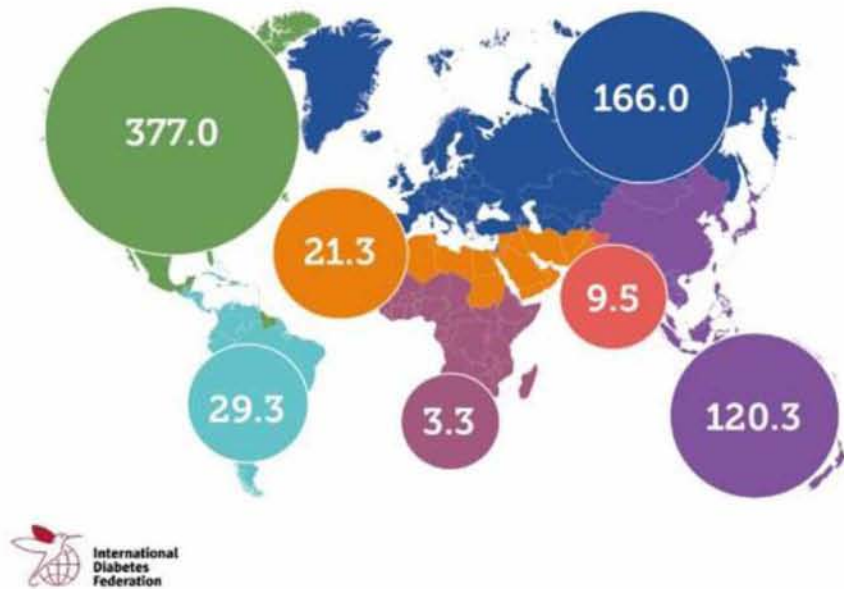 377.0
166.0
21.3
9.5
29.3
3.3
120.3
International
Diabetes
Federation